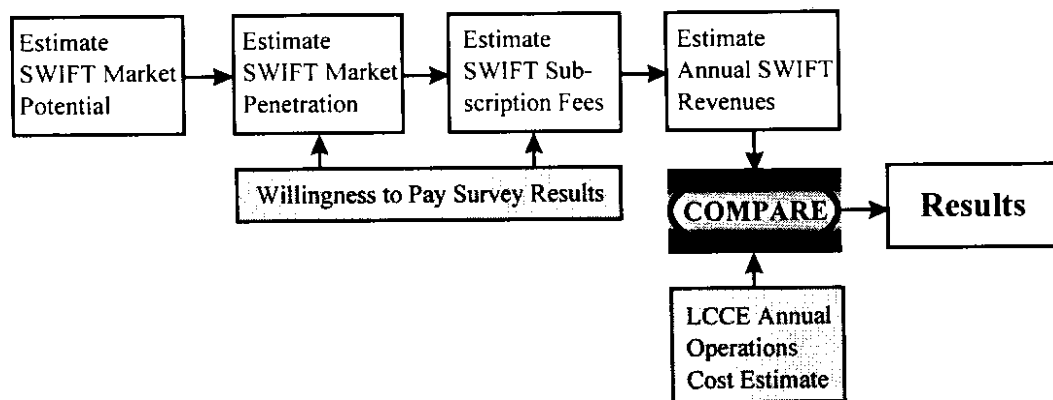 Estimate
SWIFT Market
Potential
Estimate
SWIFT Market
Penetration
Estimate
SWIFT Sub-
scription Fees
Estimate
Annual SWIFT
Revenues
Willingness to Pay Survey Results
COMPARE
Results
LCCE Annual
Operations
Cost Estimate